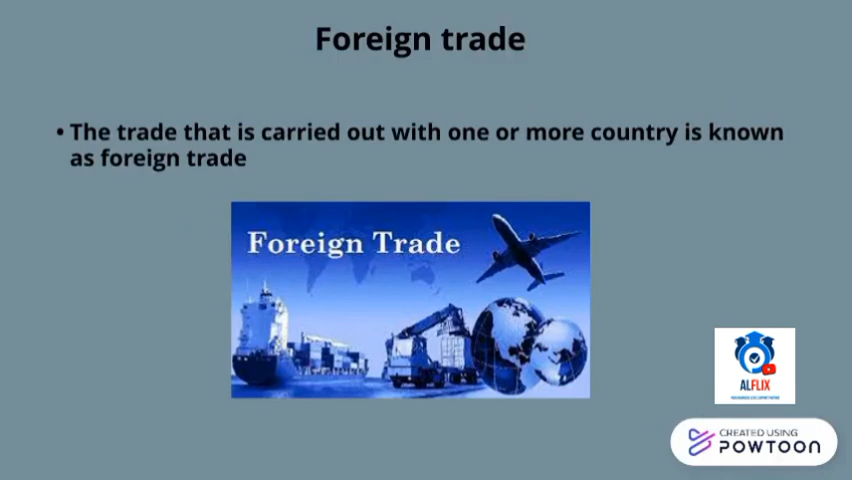 Foreign trade
• The trade that is carried out with one or more country is known
as foreign trade
Foreign Trade
ALFLIX
CREATED USING
POWTOON